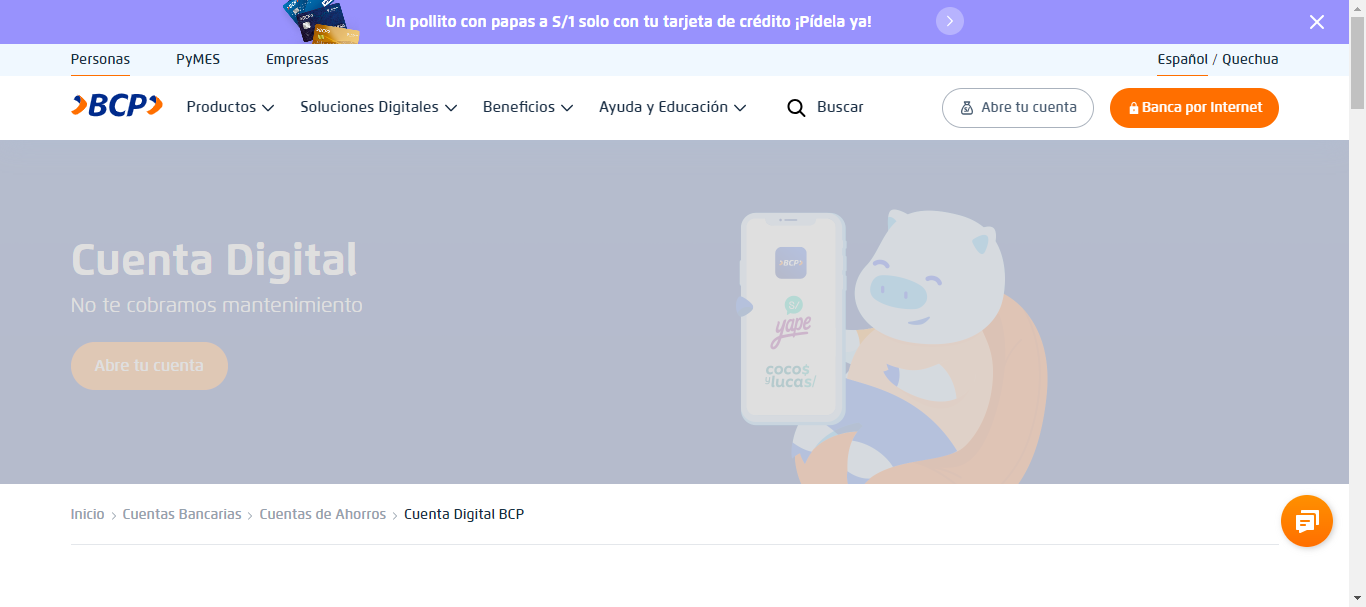 Un pollito con papas a S/1 solo con tu tarjeta de crédito ¡Pídela ya!
Personas PyMES Empresas Español / Quechua
BCP Productos Soluciones Digitales Beneficios Ayuda y Educación Buscar Abre tu cuenta Banca por Internet
Cuenta Digital
No te cobramos mantenimiento
Abre tu cuenta
BCP
yape
cocos
y lucas/
Inicio > Cuentas Bancarias > Cuentas de Ahorros > Cuenta Digital BCP